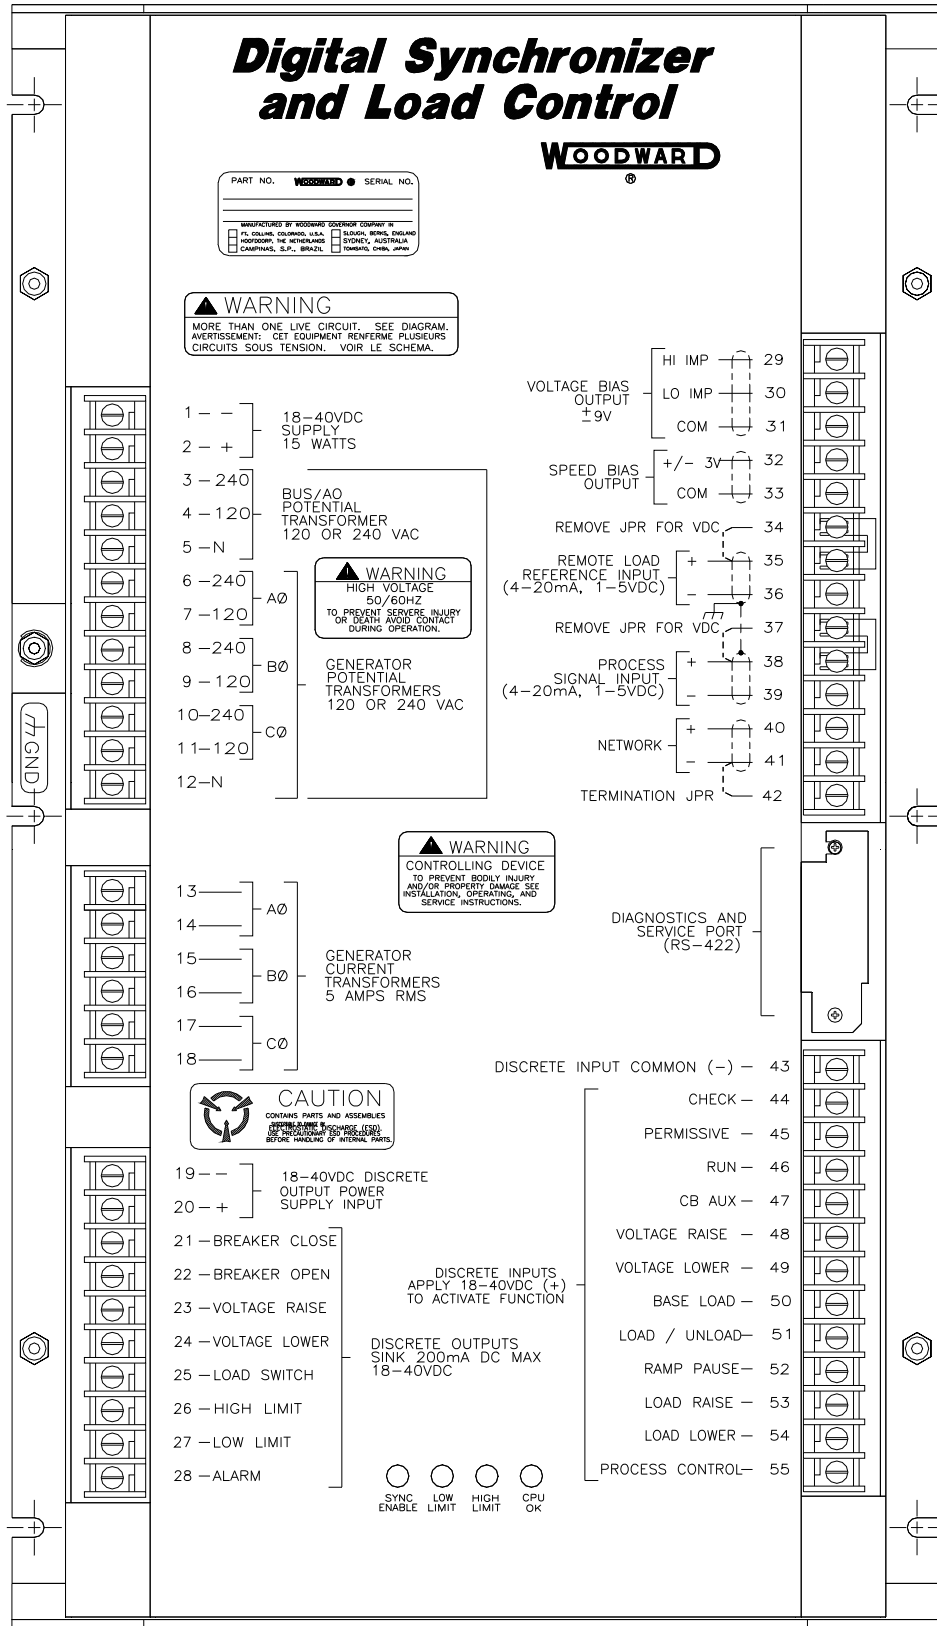 Digital Synchronizer
and Load Control
WOODWARD
®
PART NO. WOODWARD SERIAL NO.
MANUFACTURED BY WOODWARD GOVERNOR COMPANY IN
FT. COLLINS, COLORADO, U.S.A. SLOUGH, BERKS, ENGLAND
HOOFDDORP, THE NETHERLANDS SYDNEY, AUSTRALIA
CAMPINAS, S.P., BRAZIL TOMISATO, CHIBA, JAPAN
WARNING
MORE THAN ONE LIVE CIRCUIT. SEE DIAGRAM.
AVERTISSEMENT: CET EQUIPMENT RENFERME PLUSIEURS
CIRCUITS SOUS TENSION. VOIR LE SCHEMA.
1 – –
2 – +
18–40VDC
SUPPLY
15 WATTS
3 – 240
4 – 120
5 – N
BUS/AO
POTENTIAL
TRANSFORMER
120 OR 240 VAC
WARNING
HIGH VOLTAGE
50/60HZ
TO PREVENT SERVERE INJURY
OR DEATH AVOID CONTACT
DURING OPERATION.
6 – 240
7 – 120
AØ
8 – 240
9 – 120
BØ
10 – 240
11 – 120
CØ
12 – N
GENERATOR
POTENTIAL
TRANSFORMERS
120 OR 240 VAC
GND
WARNING
CONTROLLING DEVICE
TO PREVENT BODILY INJURY
AND/OR PROPERTY DAMAGE SEE
INSTALLATION, OPERATING, AND
SERVICE INSTRUCTIONS.
13
14
AØ
15
16
BØ
17
18
CØ
GENERATOR
CURRENT
TRANSFORMERS
5 AMPS RMS
CAUTION
CONTAINS PARTS AND ASSEMBLIES
SUSCEPTIBLE TO DAMAGE BY
ELECTROSTATIC DISCHARGE (ESD).
USE PRECAUTIONARY ESD PROCEDURES
BEFORE HANDLING OF INTERNAL PARTS.
19 – –
20 – +
18–40VDC DISCRETE
OUTPUT POWER
SUPPLY INPUT
21 – BREAKER CLOSE
22 – BREAKER OPEN
23 – VOLTAGE RAISE
24 – VOLTAGE LOWER
25 – LOAD SWITCH
26 – HIGH LIMIT
27 – LOW LIMIT
28 – ALARM
DISCRETE OUTPUTS
SINK 200mA DC MAX
18–40VDC
SYNC
ENABLE
LOW
LIMIT
HIGH
LIMIT
CPU
OK
VOLTAGE BIAS
OUTPUT
±9V
HI IMP 29
LO IMP 30
COM 31
SPEED BIAS
OUTPUT
+/– 3V 32
COM 33
REMOVE JPR FOR VDC 34
REMOTE LOAD
REFERENCE INPUT
(4–20mA, 1–5VDC)
+ 35
– 36
REMOVE JPR FOR VDC 37
PROCESS
SIGNAL INPUT
(4–20mA, 1–5VDC)
+ 38
– 39
NETWORK
+ 40
– 41
TERMINATION JPR 42
DIAGNOSTICS AND
SERVICE PORT
(RS–422)
DISCRETE INPUT COMMON (–) – 43
CHECK – 44
PERMISSIVE – 45
RUN – 46
CB AUX – 47
VOLTAGE RAISE – 48
VOLTAGE LOWER – 49
BASE LOAD – 50
LOAD / UNLOAD – 51
RAMP PAUSE – 52
LOAD RAISE – 53
LOAD LOWER – 54
PROCESS CONTROL – 55
DISCRETE INPUTS
APPLY 18–40VDC (+)
TO ACTIVATE FUNCTION